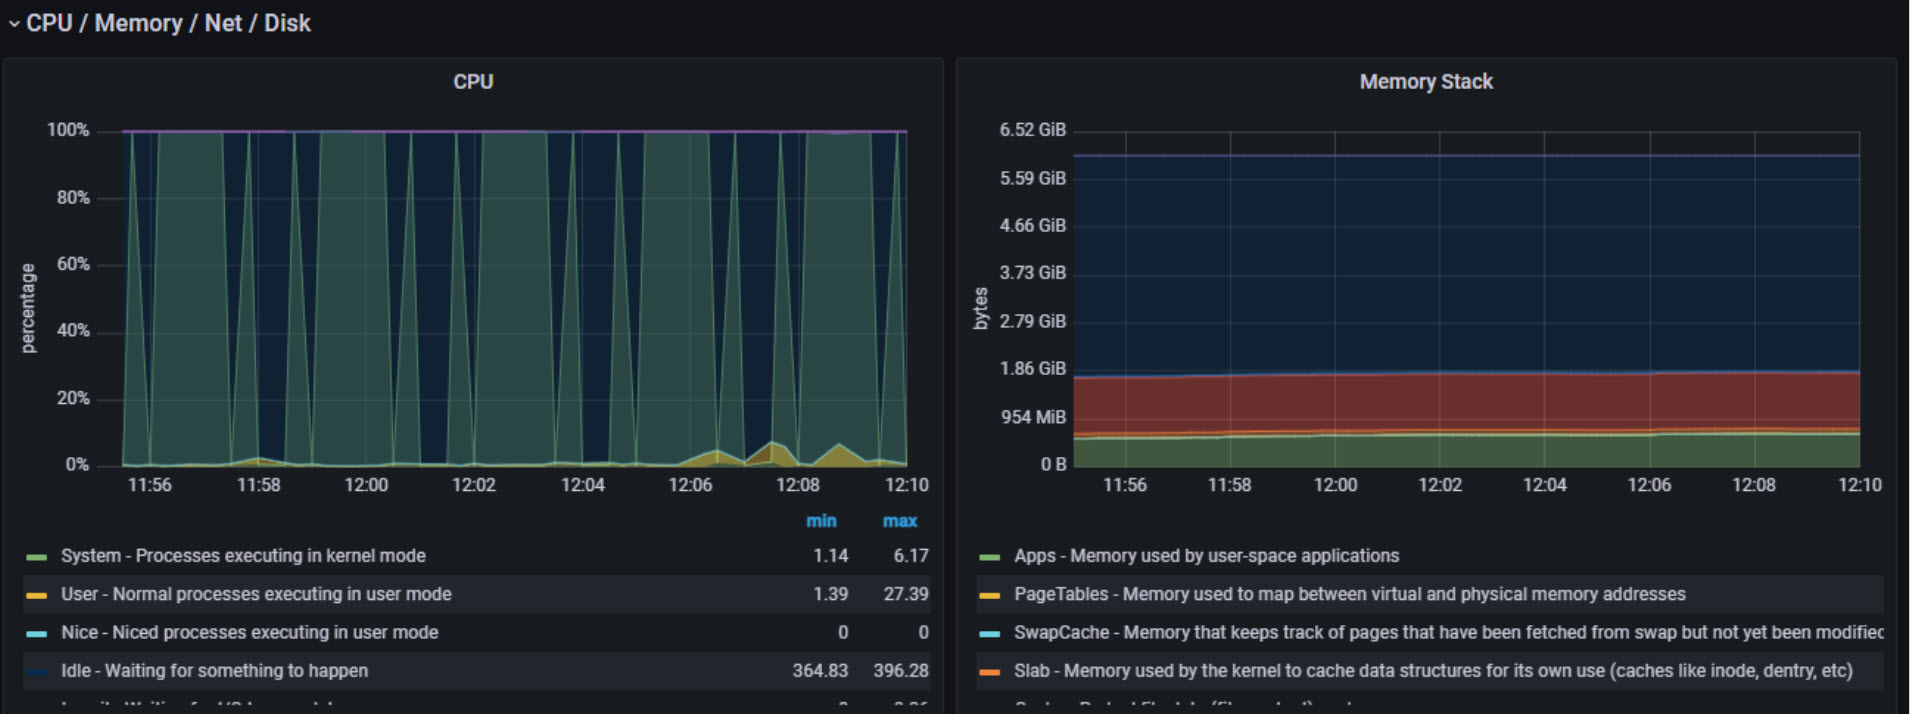 CPU / Memory / Net / Disk
CPU
percentage
100%
80%
60%
40%
20%
0%
11:56 11:58 12:00 12:02 12:04 12:06 12:08 12:10
min max
System - Processes executing in kernel mode 1.14 6.17
User - Normal processes executing in user mode 1.39 27.39
Nice - Niced processes executing in user mode 0 0
Idle - Waiting for something to happen 364.83 396.28
Memory Stack
bytes
6.52 GiB
5.59 GiB
4.66 GiB
3.73 GiB
2.79 GiB
1.86 GiB
954 MiB
0 B
11:56 11:58 12:00 12:02 12:04 12:06 12:08 12:10
Apps - Memory used by user-space applications
PageTables - Memory used to map between virtual and physical memory addresses
SwapCache - Memory that keeps track of pages that have been fetched from swap but not yet been modified
Slab - Memory used by the kernel to cache data structures for its own use (caches like inode, dentry, etc)